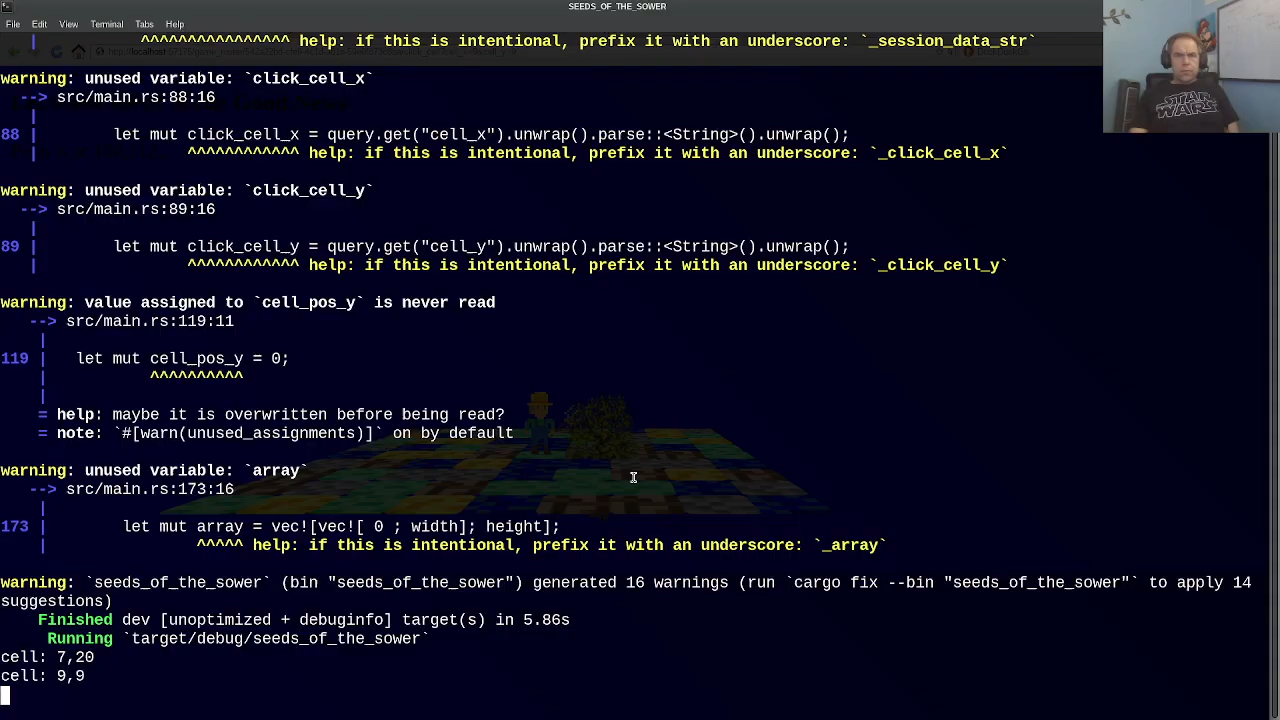 SEEDS_OF_THE_SOWER
File Edit View Terminal Tabs Help
| ^^^^^^^^^^^^^^^^ help: if this is intentional, prefix it with an underscore: `_session_data_str`
warning: unused variable: `click_cell_x`
--> src/main.rs:88:16
|
88 | let mut click_cell_x = query.get("cell_x").unwrap().parse::<String>().unwrap();
| ^^^^^^^^^^^^ help: if this is intentional, prefix it with an underscore: `_click_cell_x`
warning: unused variable: `click_cell_y`
--> src/main.rs:89:16
|
89 | let mut click_cell_y = query.get("cell_y").unwrap().parse::<String>().unwrap();
| ^^^^^^^^^^^^ help: if this is intentional, prefix it with an underscore: `_click_cell_y`
warning: value assigned to `cell_pos_y` is never read
--> src/main.rs:119:11
|
119 | let mut cell_pos_y = 0;
| ^^^^^^^^^^
|
= help: maybe it is overwritten before being read?
= note: `#[warn(unused_assignments)]` on by default
warning: unused variable: `array`
--> src/main.rs:173:16
|
173 | let mut array = vec![vec![ 0 ; width]; height];
| ^^^^^ help: if this is intentional, prefix it with an underscore: `_array`
warning: `seeds_of_the_sower` (bin "seeds_of_the_sower") generated 16 warnings (run `cargo fix --bin "seeds_of_the_sower"` to apply 14
suggestions)
Finished dev [unoptimized + debuginfo] target(s) in 5.86s
Running `target/debug/seeds_of_the_sower`
cell: 7,20
cell: 9,9
STAR
WARS